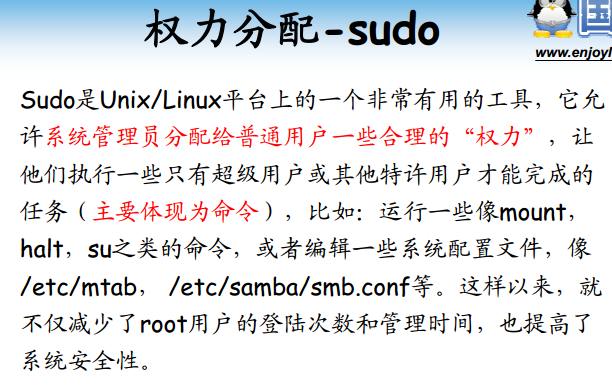 权力分配-sudo
国
www.enjoyl
Sudo是Unix/Linux平台上的一个非常有用的工具，它允
许系统管理员分配给普通用户一些合理的“权力”，让
他们执行一些只有超级用户或其他特许用户才能完成的
任务（主要体现为命令），比如：运行一些像mount，
halt，su之类的命令，或者编辑一些系统配置文件，像
/etc/mtab， /etc/samba/smb.conf等。这样以来，就
不仅减少了root用户的登陆次数和管理时间，也提高了
系统安全性。